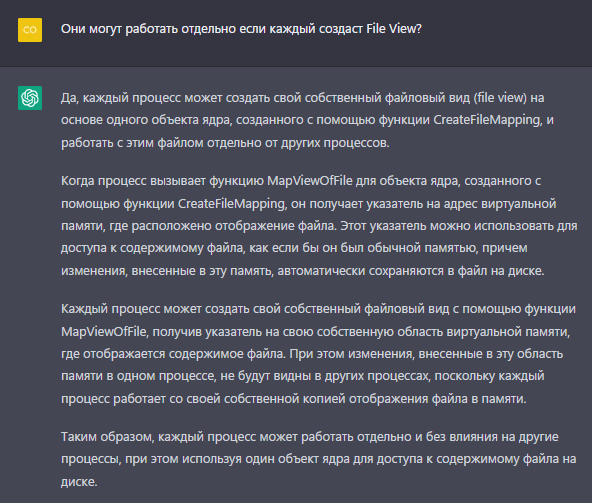 CO
Они могут работать отдельно если каждый создаст File View?
Да, каждый процесс может создать свой собственный файловый вид (file view) на
основе одного объекта ядра, созданного с помощью функции CreateFileMapping, и
работать с этим файлом отдельно от других процессов.
Когда процесс вызывает функцию MapViewOfFile для объекта ядра, созданного с
помощью функции CreateFileMapping, он получает указатель на адрес виртуальной
памяти, где расположено отображение файла. Этот указатель можно использовать для
доступа к содержимому файла, как если бы он был обычной памятью, причем
изменения, внесенные в эту память, автоматически сохраняются в файл на диске.
Каждый процесс может создать свой собственный файловый вид с помощью функции
MapViewOfFile, получив указатель на свою собственную область виртуальной памяти,
где отображается содержимое файла. При этом изменения, внесенные в эту область
памяти в одном процессе, не будут видны в других процессах, поскольку каждый
процесс работает со своей собственной копией отображения файла в памяти.
Таким образом, каждый процесс может работать отдельно и без влияния на другие
процессы, при этом используя один объект ядра для доступа к содержимому файла на
диске.